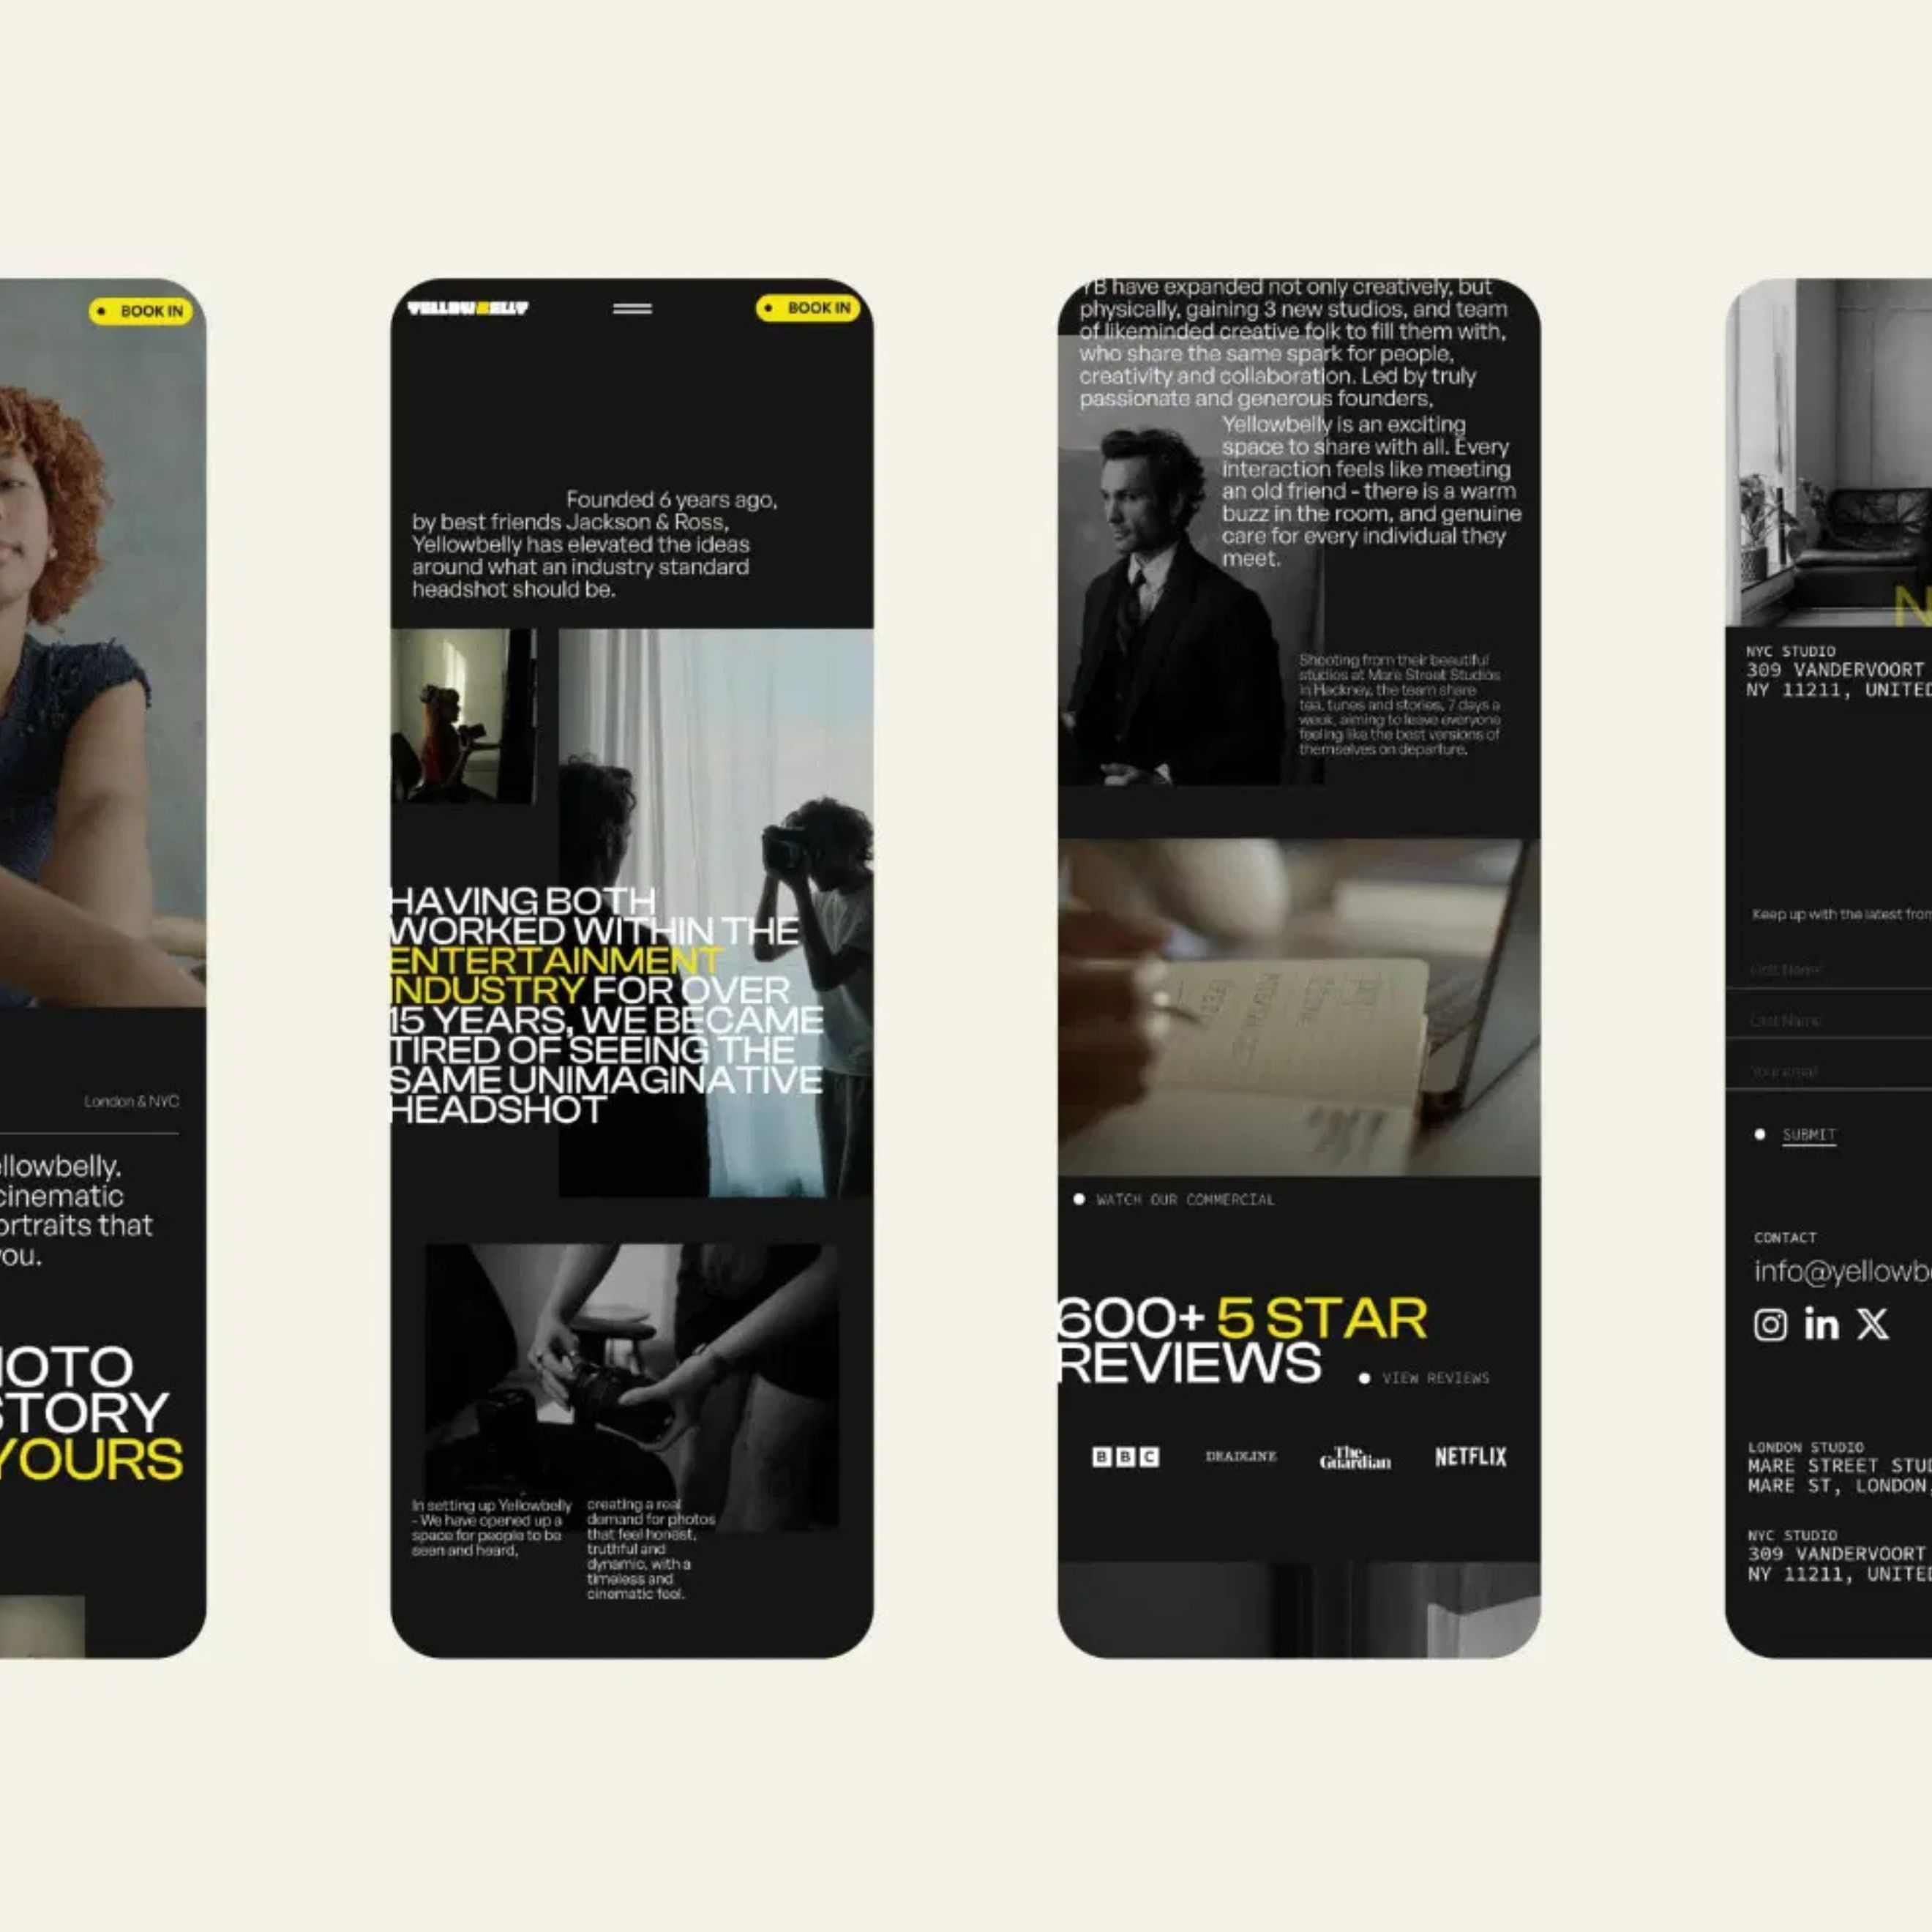 BOOK IN
London & NYC
ellowbelly.
cinematic
ortraits that
you.
HOTO
STORY
YOURS
YELLOWBELLY
BOOK IN
Founded 6 years ago,
by best friends Jackson & Ross,
Yellowbelly has elevated the ideas
around what an industry standard
headshot should be.
HAVING BOTH
WORKED WITHIN THE
ENTERTAINMENT
INDUSTRY FOR OVER
15 YEARS, WE BECAME
TIRED OF SEEING THE
SAME UNIMAGINATIVE
HEADSHOT
In setting up Yellowbelly
- We have opened up a
space for people to be
seen and heard,
creating a real
demand for photos
that feel honest,
truthful and
dynamic, with a
timeless and
cinematic feel.
YB have expanded not only creatively, but
physically, gaining 3 new studios, and team
of likeminded creative folk to fill them with,
who share the same spark for people,
creativity and collaboration. Led by truly
passionate and generous founders,
Yellowbelly is an exciting
space to share with all. Every
interaction feels like meeting
an old friend - there is a warm
buzz in the room, and genuine
care for every individual they
meet.
Shooting from their beautiful
studios at Mare Street Studios
in Hackney, the team share
tea, tunes and stories, 7 days a
week, aiming to leave everyone
feeling like the best versions of
themselves on departure.
WATCH OUR COMMERCIAL
600+ 5 STAR
REVIEWS
VIEW REVIEWS
BBC
DEADLINE
The
Guardian
NETFLIX
N
NYC STUDIO
309 VANDERVOORT
NY 11211, UNITED
Keep up with the latest from
First Name
Last Name
Your email
SUBMIT
CONTACT
info@yellowbe
in X
LONDON STUDIO
MARE STREET STUD
MARE ST, LONDON,
NYC STUDIO
309 VANDERVOORT
NY 11211, UNITED